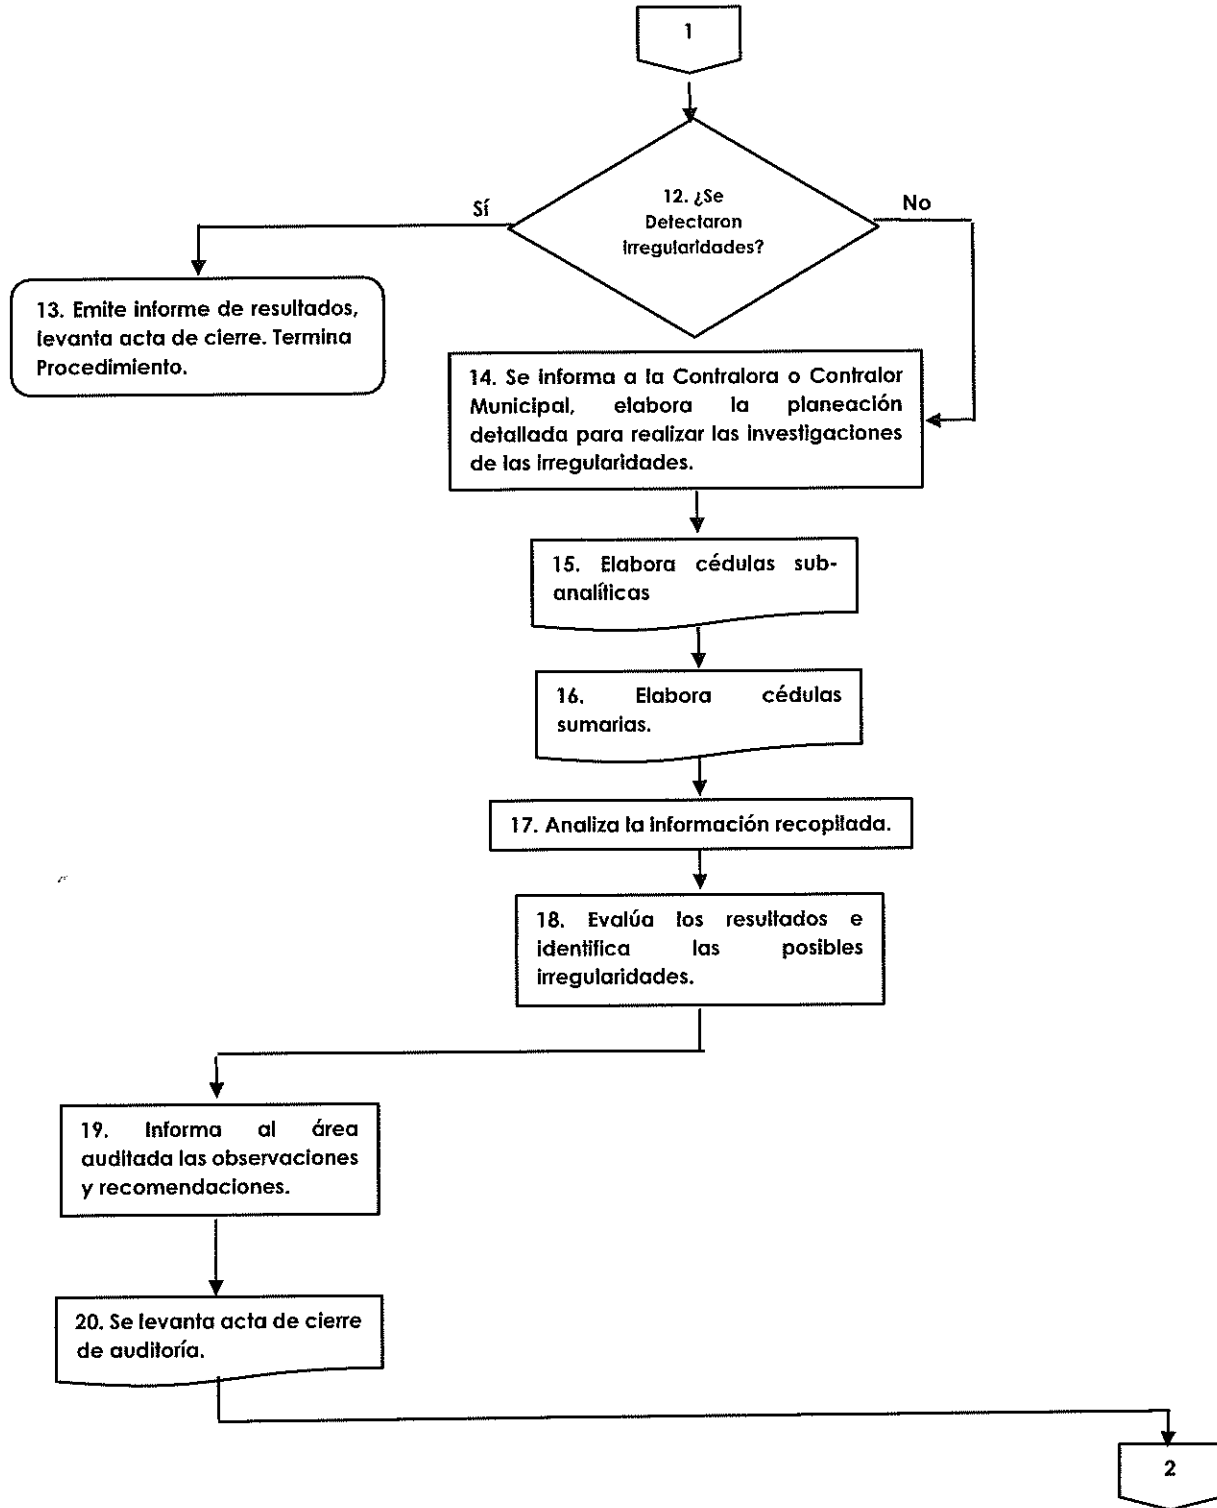 1
12. ¿Se
Detectaron
irregularidades?
Sí
No
13. Emite informe de resultados,
levanta acta de cierre. Termina
Procedimiento.
14. Se informa a la Contralora o Contralor
Municipal, elabora la planeación
detallada para realizar las investigaciones
de las irregularidades.
15. Elabora cédulas sub-
analíticas
16. Elabora cédulas
sumarias.
17. Analiza la información recopilada.
18. Evalúa los resultados e
identifica las posibles
irregularidades.
19. Informa al área
auditada las observaciones
y recomendaciones.
20. Se levanta acta de cierre
de auditoría.
2